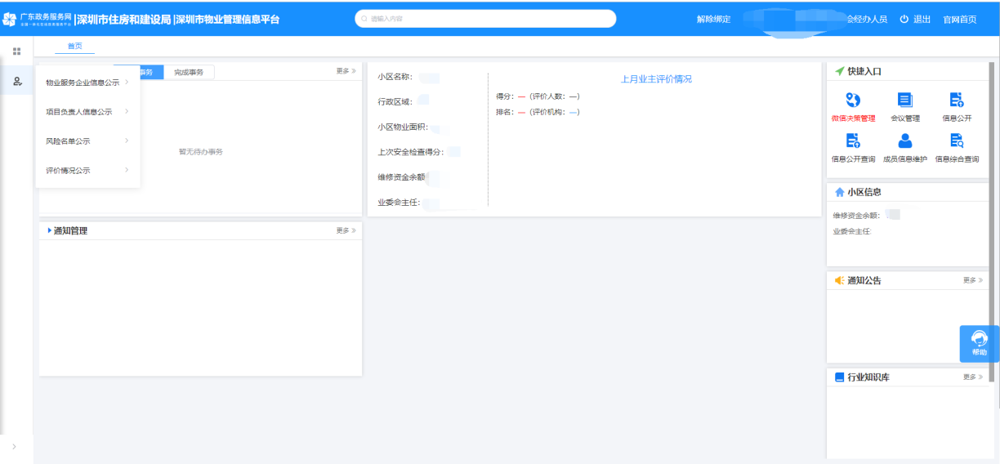 广东政务服务网 |深圳市住房和建设局 |深圳市物业管理信息平台
请输入内容
解除绑定
会经办人员
退出
官网首页
首页
物业服务企业信息公示
项目负责人信息公示
风险名单公示
评价情况公示
事务
完成事务
更多
暂无待办事务
通知管理
更多
小区名称：
行政区域：
小区物业面积：
上次安全检查得分：
维修资金余额
业委会主任：
上月业主评价情况
得分：—（评价人数：—）
排名：—（评价机构：—）
快捷入口
微信决策管理
会议管理
信息公开
信息公开查询
成员信息维护
信息综合查询
小区信息
维修资金余额：
业委会主任:
通知公告
更多
帮助
行业知识库
更多